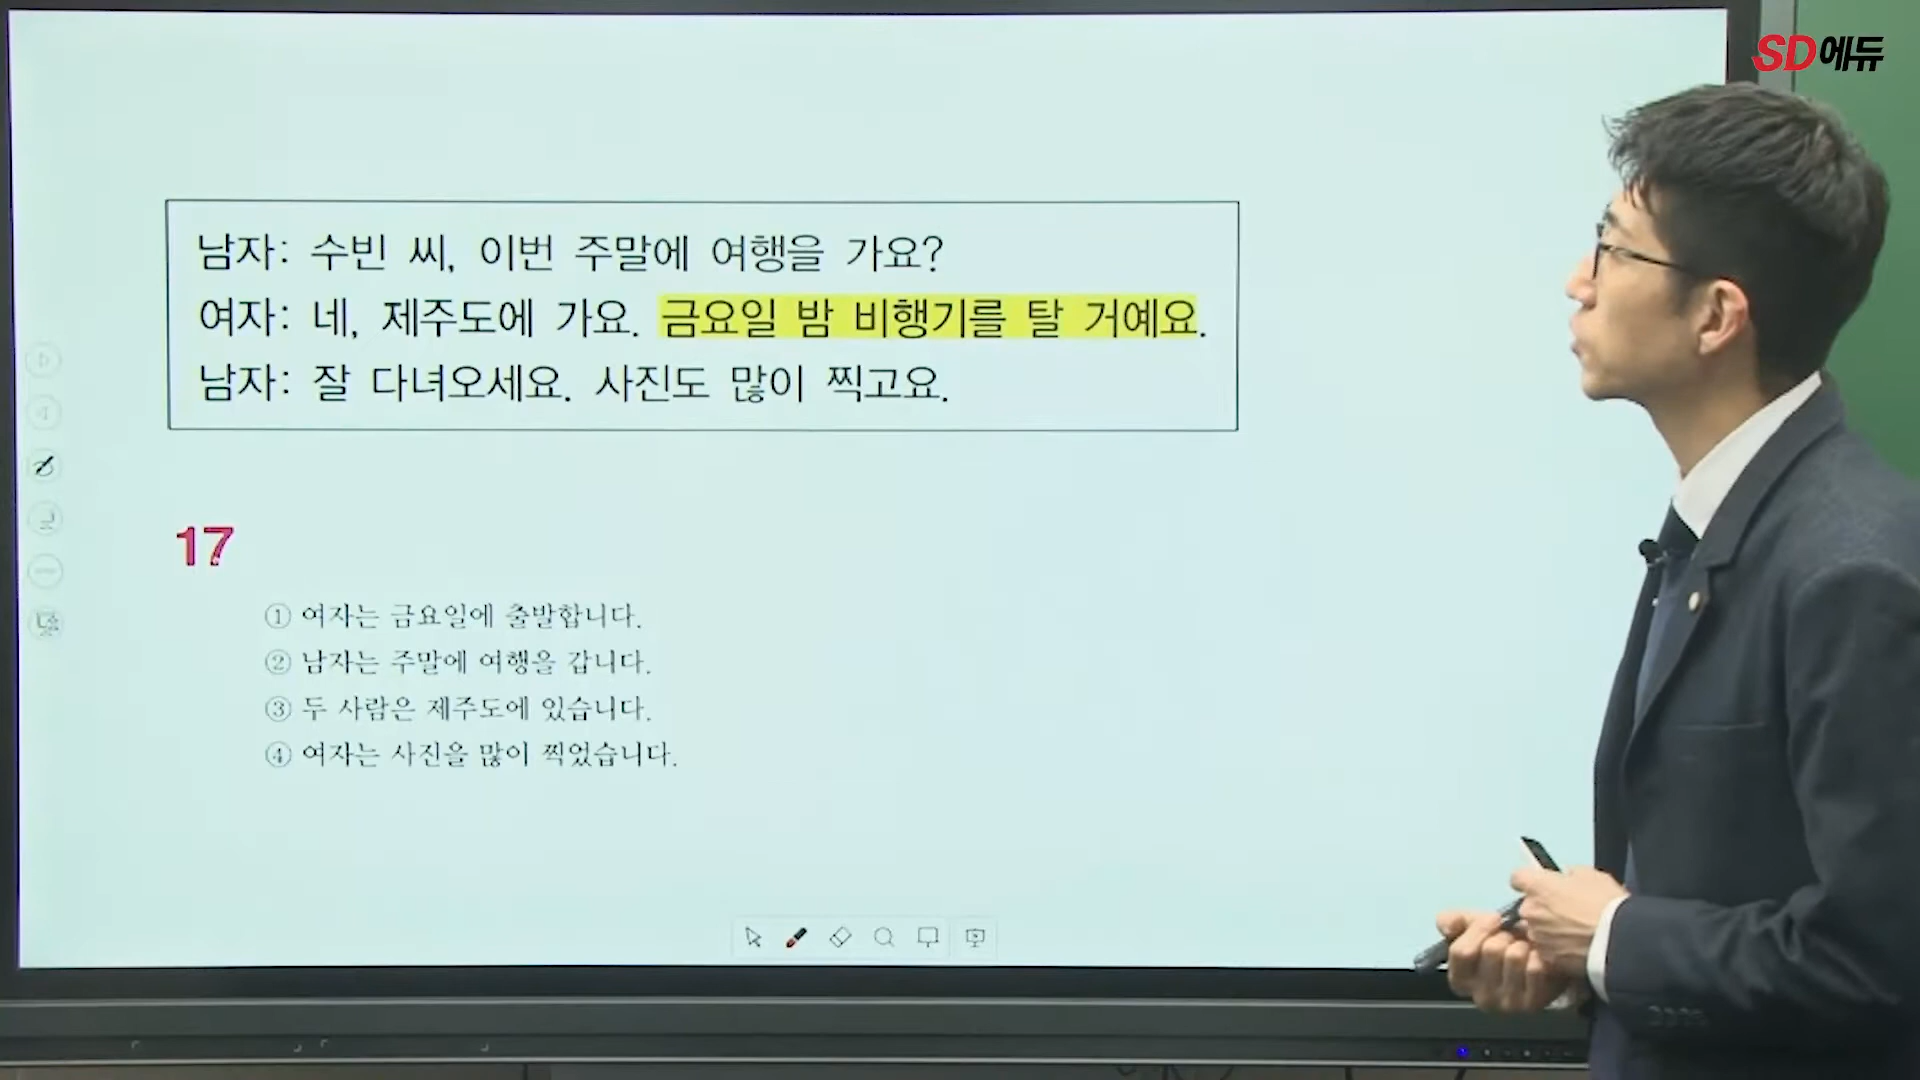 SD에듀
남자: 수빈 씨, 이번 주말에 여행을 가요?
여자: 네, 제주도에 가요. 금요일 밤 비행기를 탈 거예요.
남자: 잘 다녀오세요. 사진도 많이 찍고요.
17
① 여자는 금요일에 출발합니다.
② 남자는 주말에 여행을 갑니다.
③ 두 사람은 제주도에 있습니다.
④ 여자는 사진을 많이 찍었습니다.